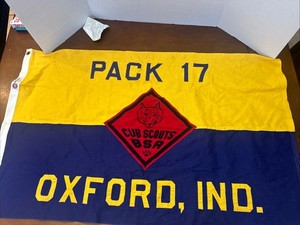 PACK 17
CUB SCOUTS
BSA
OXFORD, IND.